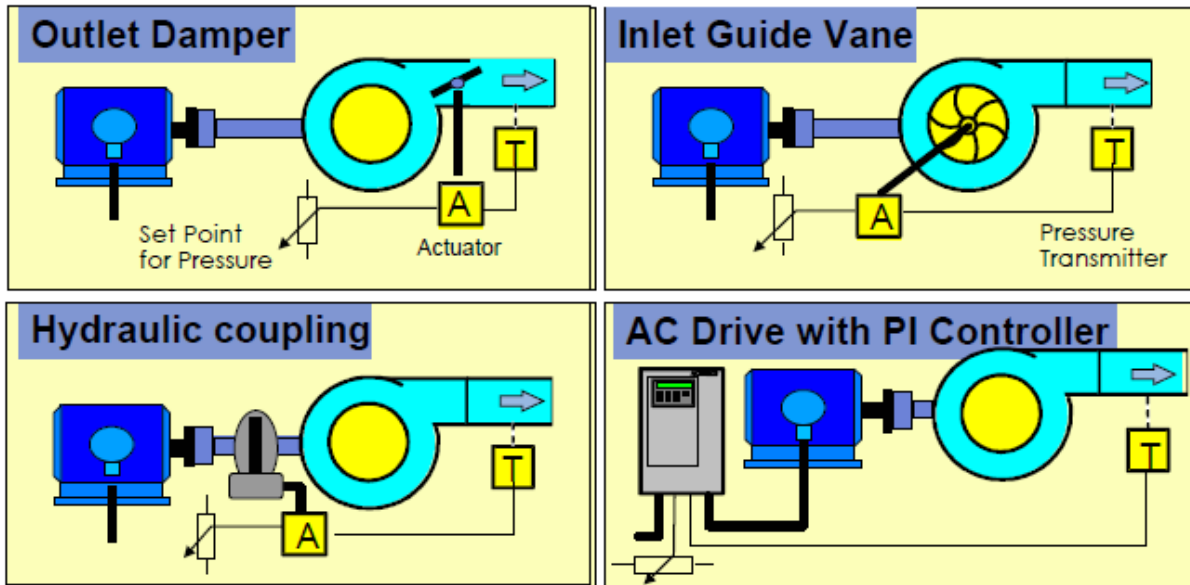 Outlet Damper
T
A
Set Point
for Pressure
Actuator
Inlet Guide Vane
T
A
Pressure
Transmitter
Hydraulic coupling
T
A
AC Drive with PI Controller
T